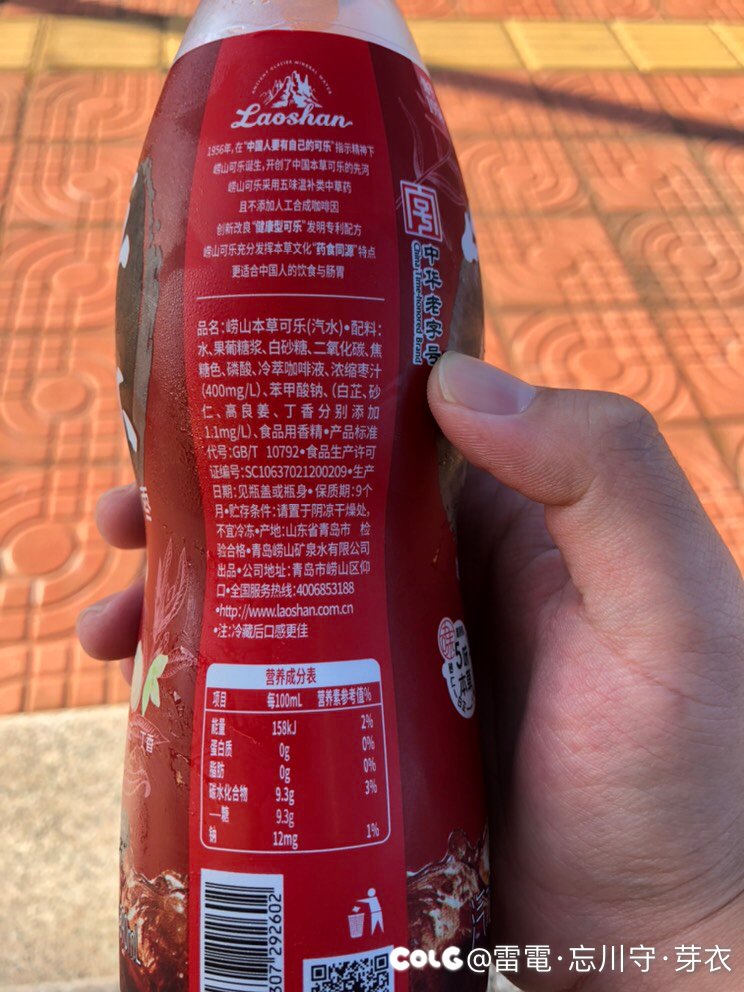 ANCIENT GLACIER MINERAL WATER
Laoshan
1956年,在"中国人要有自己的可乐"指示精神下
崂山可乐诞生,开创了中国本草可乐的先河
崂山可乐采用五味温补类中草药
且不添加人工合成咖啡因
创新改良"健康型可乐"发明专利配方
崂山可乐充分发挥本草文化"药食同源"特点
更适合中国人的饮食与肠胃
中华老字号
China Time-honored Brand
品名:崂山本草可乐(汽水)•配料:
水、果葡糖浆、白砂糖、二氧化碳、焦
糖色、磷酸、冷萃咖啡液、浓缩枣汁
(400mg/L)、苯甲酸钠、(白芷、砂
仁、高良姜、丁香分别添加
1.1mg/L)、食品用香精•产品标准
代号:GB/T 10792•食品生产许可
证编号:SC10637021200209•生产
日期:见瓶盖或瓶身•保质期:9个
月•贮存条件:请置于阴凉干燥处,
不宜冷冻•产地:山东省青岛市 检
验合格•青岛崂山矿泉水有限公司
出品•公司地址:青岛市崂山区仰
口•全国服务热线:4006853188
•http://www.laoshan.com.cn
•注:冷藏后口感更佳
营养成分表
项目 每100mL 营养素参考值%
能量 158kJ 2%
蛋白质 0g 0%
脂肪 0g 0%
碳水化合物 9.3g 3%
—糖 9.3g
钠 12mg 1%
丁香
5味
本草
07292602
COLG@雷電·忘川守·芽衣